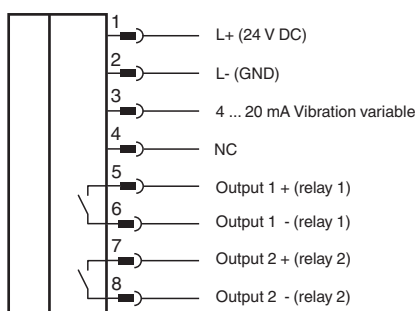 1 L+ (24 V DC)
2 L- (GND)
3 4 ... 20 mA Vibration variable
4 NC
5 Output 1 + (relay 1)
6 Output 1 - (relay 1)
7 Output 2 + (relay 2)
8 Output 2 - (relay 2)